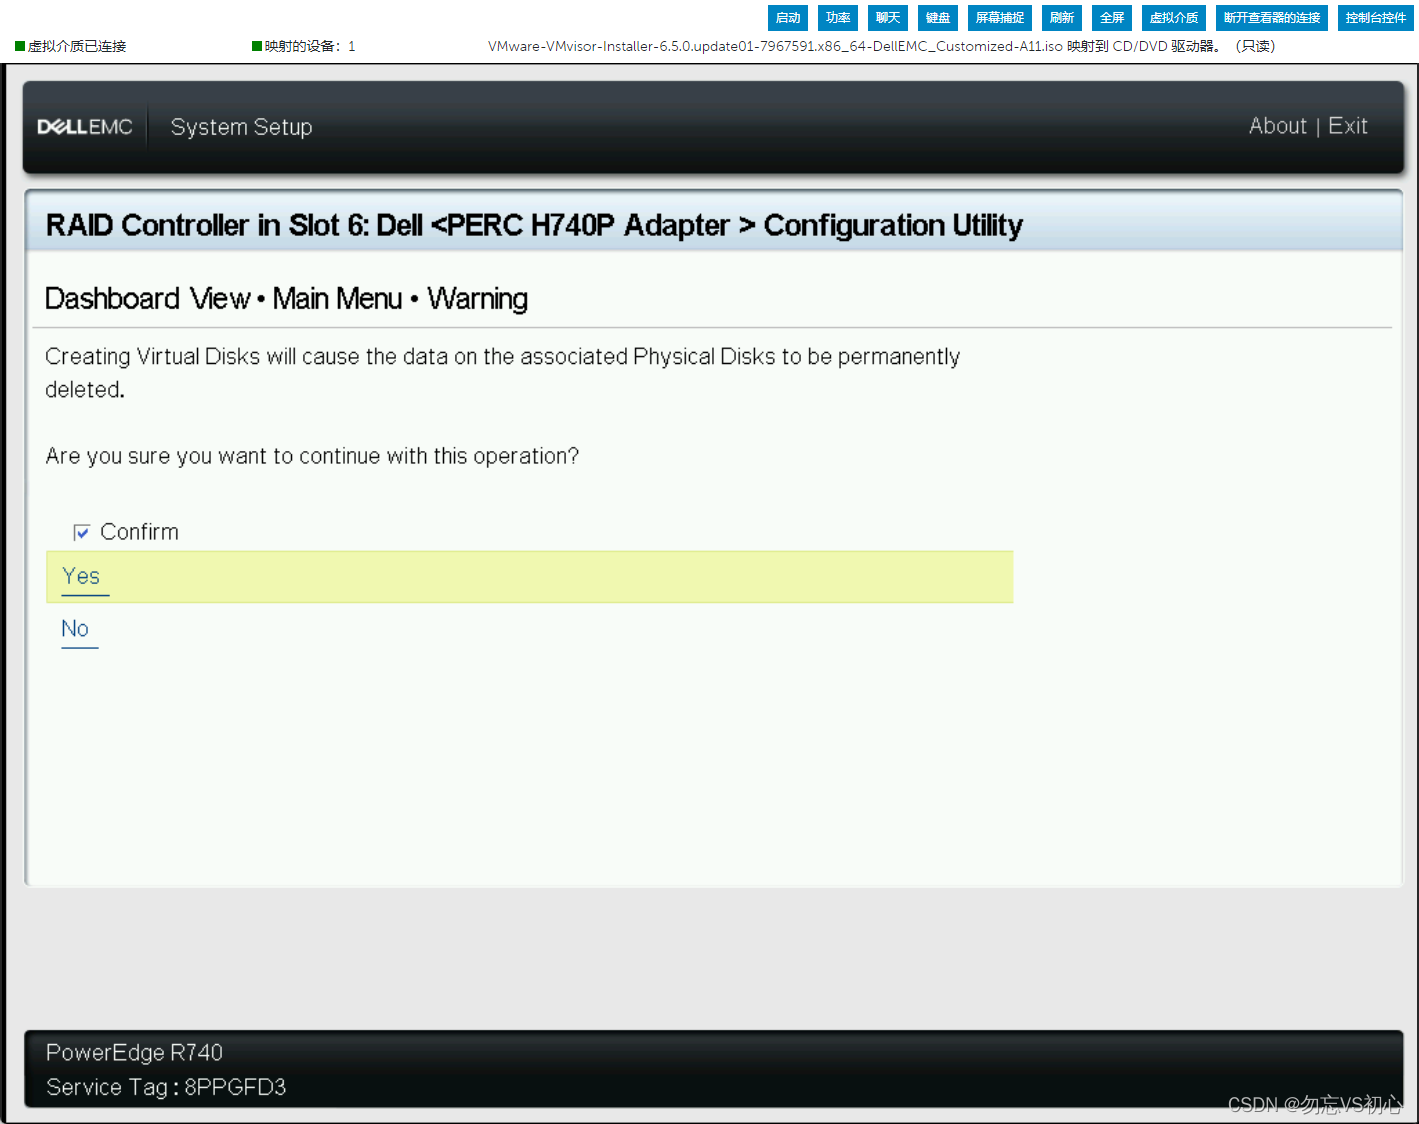 启动 功率 聊天 键盘 屏幕捕捉 刷新 全屏 虚拟介质 断开查看器的连接 控制台控件
虚拟介质已连接 映射的设备：1 VMware-VMvisor-Installer-6.5.0.update01-7967591.x86_64-DellEMC_Customized-A11.iso 映射到 CD/DVD 驱动器。（只读）
DELLEMC System Setup About | Exit
RAID Controller in Slot 6: Dell <PERC H740P Adapter > Configuration Utility
Dashboard View • Main Menu • Warning
Creating Virtual Disks will cause the data on the associated Physical Disks to be permanently
deleted.
Are you sure you want to continue with this operation?
Confirm
Yes
No
PowerEdge R740
Service Tag : 8PPGFD3
CSDN @勿忘VS初心